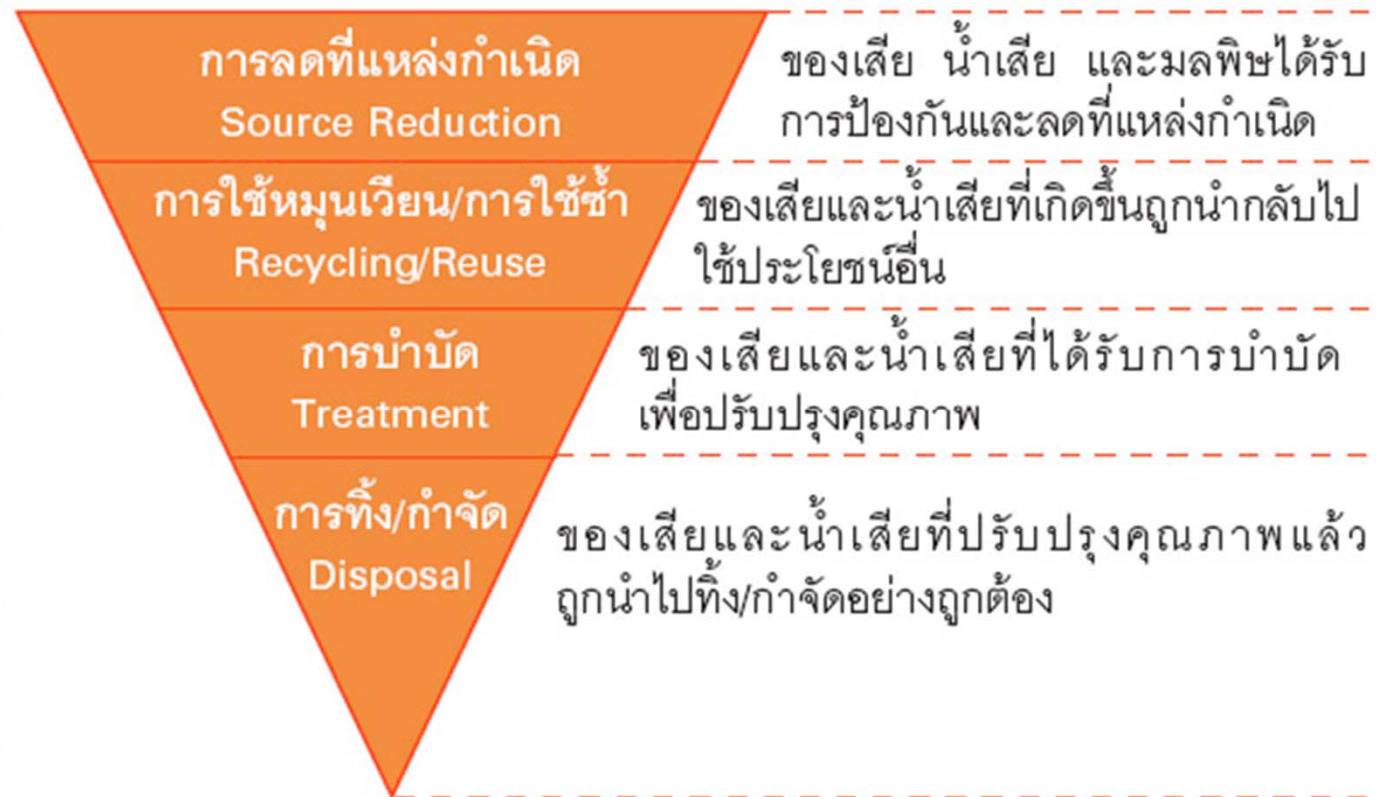 การลดที่แหล่งกำเนิด
Source Reduction
ของเสีย น้ำเสีย และมลพิษได้รับ
การป้องกันและลดที่แหล่งกำเนิด
การใช้หมุนเวียน/การใช้ซ้ำ
Recycling/Reuse
ของเสียและน้ำเสียที่เกิดขึ้นถูกนำกลับไป
ใช้ประโยชน์อื่น
การบำบัด
Treatment
ของเสียและน้ำเสียที่ได้รับการบำบัด
เพื่อปรับปรุงคุณภาพ
การทิ้ง/กำจัด
Disposal
ของเสียและน้ำเสียที่ปรับปรุงคุณภาพแล้ว
ถูกนำไปทิ้ง/กำจัดอย่างถูกต้อง